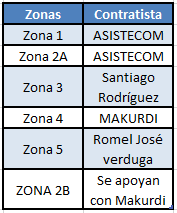 Zonas Contratista
Zona 1 ASISTECOM
Zona 2A ASISTECOM
Zona 3 Santiago
Rodríguez
Zona 4 MAKURDI
Zona 5 Romel José
verduga
ZONA 2B Se apoyan
con Makurdi